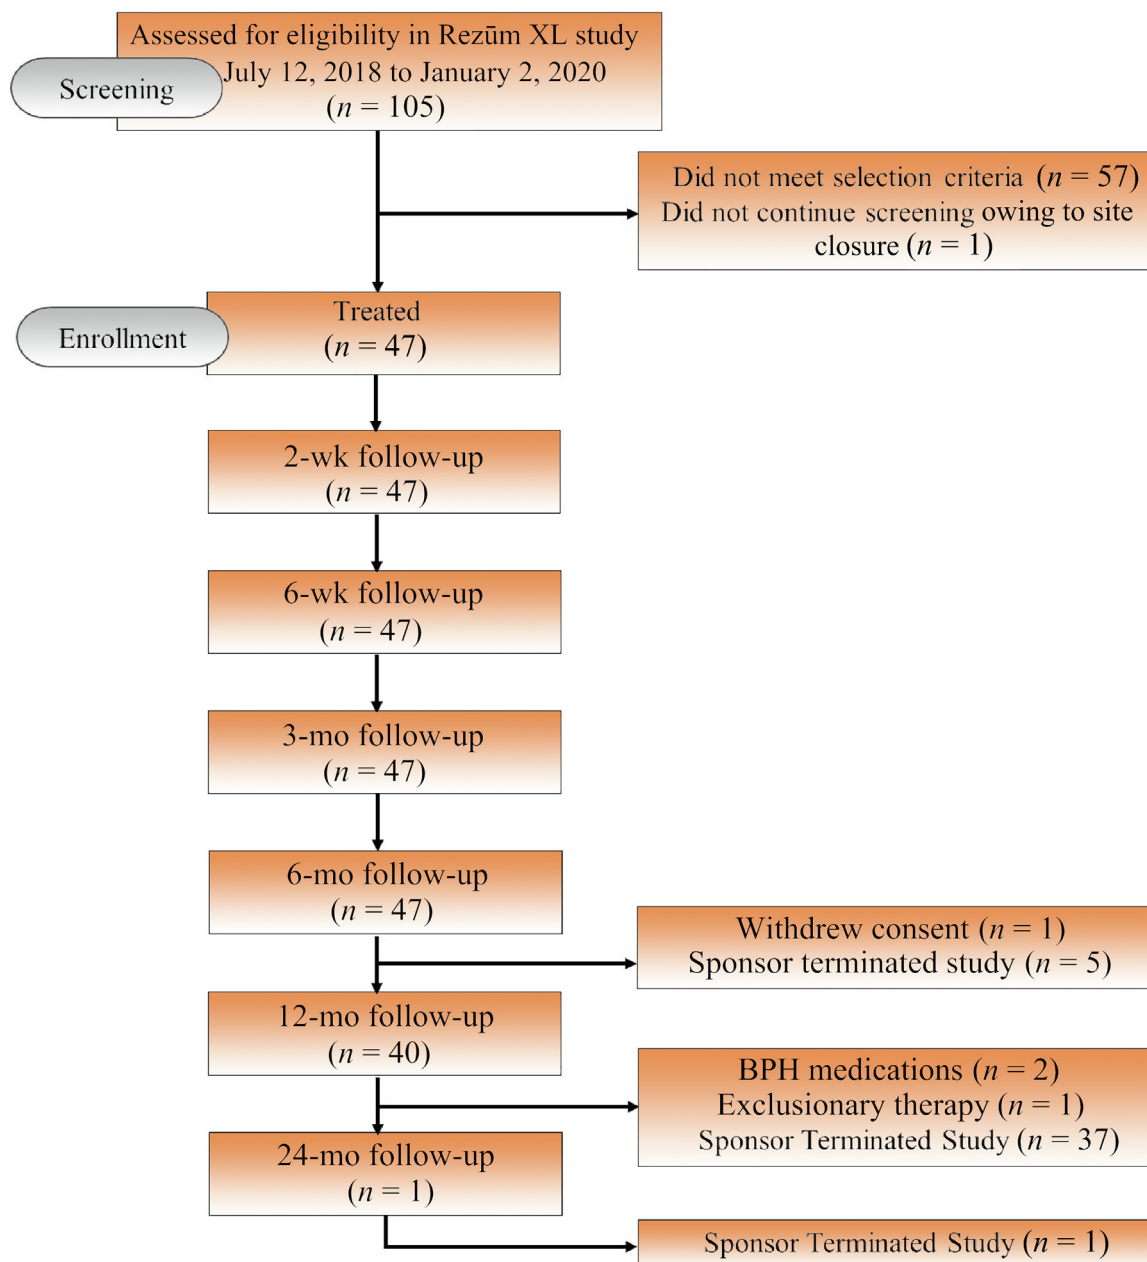 Assessed for eligibility in Rezūm XL study
July 12, 2018 to January 2, 2020
(n = 105)
Screening
Did not meet selection criteria (n = 57)
Did not continue screening owing to site
closure (n = 1)
Treated
(n = 47)
Enrollment
2-wk follow-up
(n = 47)
6-wk follow-up
(n = 47)
3-mo follow-up
(n = 47)
6-mo follow-up
(n = 47)
Withdrew consent (n = 1)
Sponsor terminated study (n = 5)
12-mo follow-up
(n = 40)
BPH medications (n = 2)
Exclusionary therapy (n = 1)
Sponsor Terminated Study (n = 37)
24-mo follow-up
(n = 1)
Sponsor Terminated Study (n = 1)